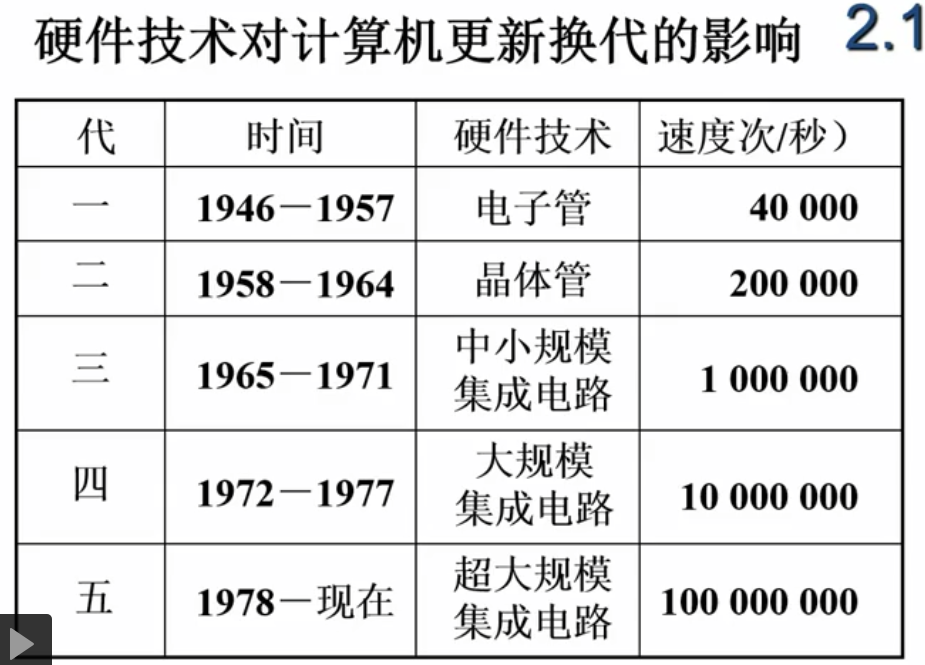 硬件技术对计算机更新换代的影响 2.1
代 时间 硬件技术 速度次/秒）
一 1946－1957 电子管 40 000
二 1958－1964 晶体管 200 000
三 1965－1971 中小规模
集成电路 1 000 000
四 1972－1977 大规模
集成电路 10 000 000
五 1978－现在 超大规模
集成电路 100 000 000